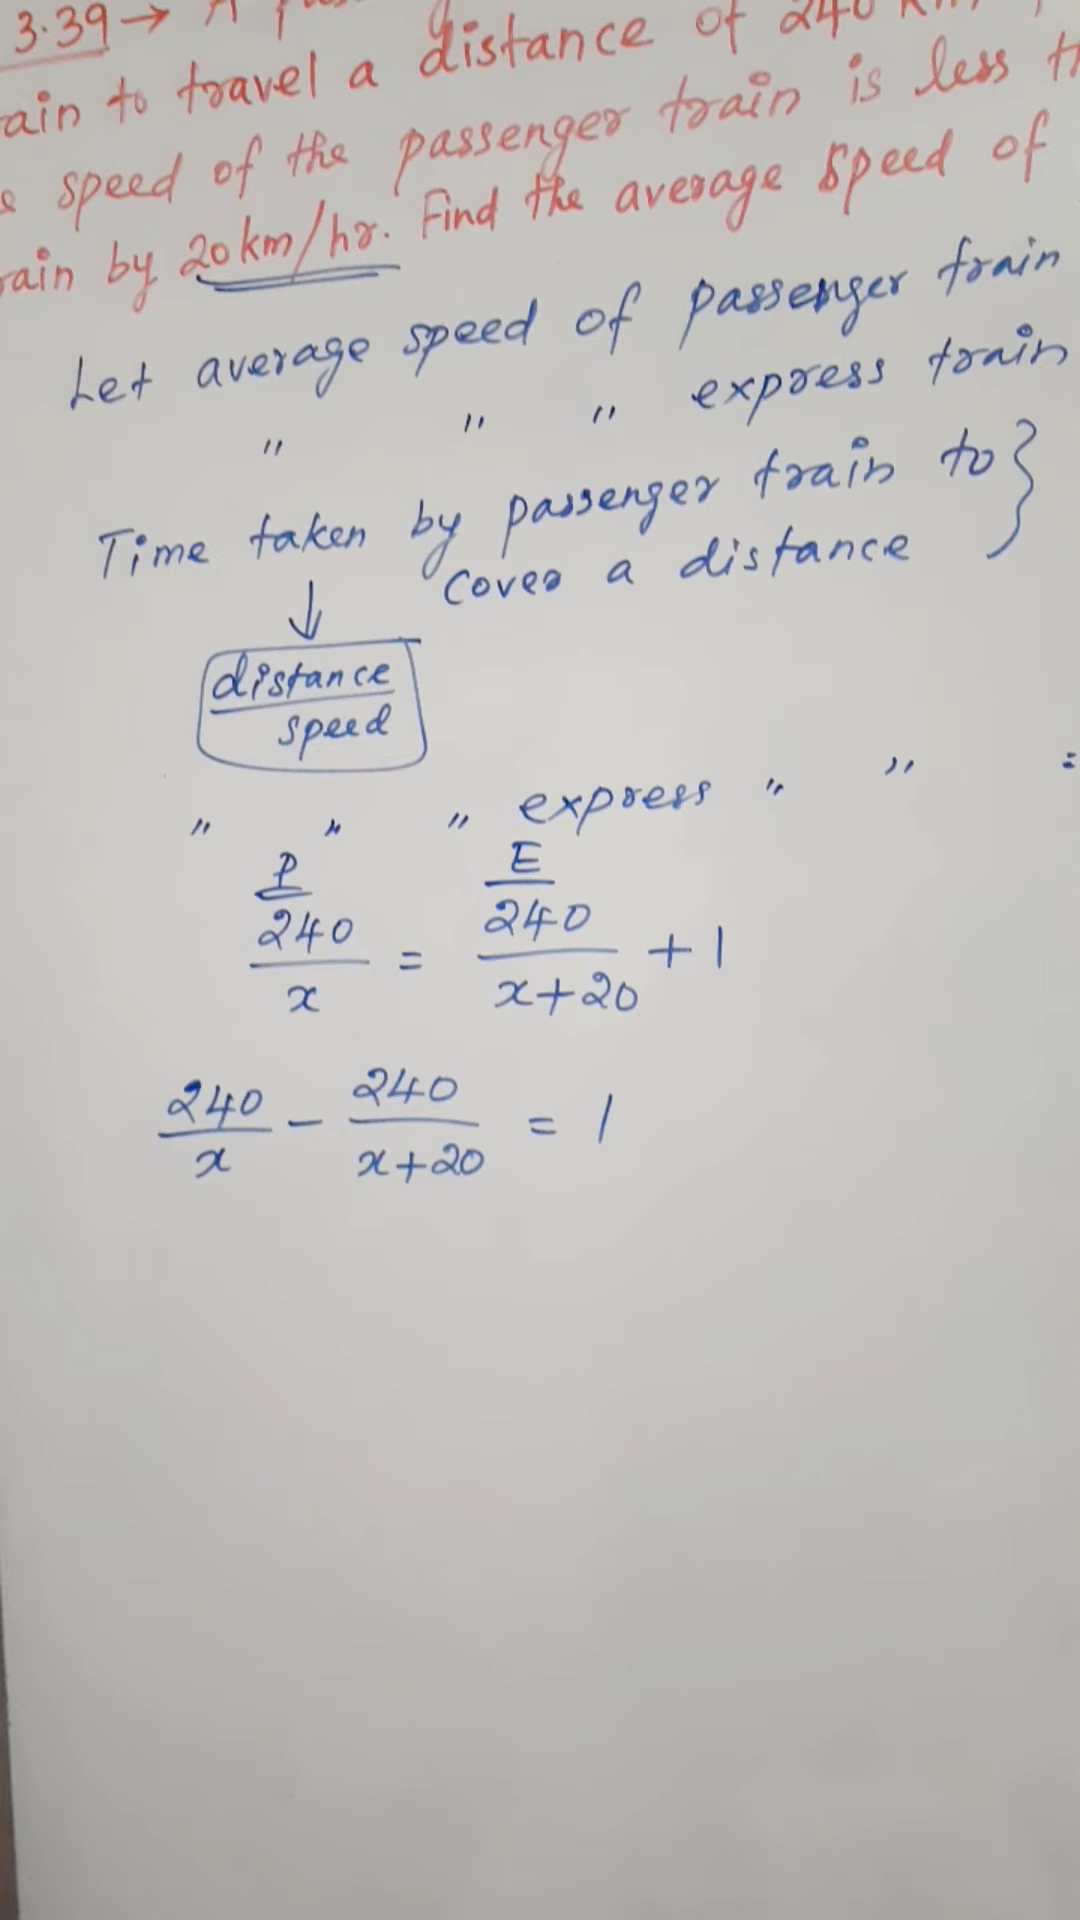 3.39 → A
ain to travel a distance of 240 km
speed of the passenger train is less
ain by 20km/hr. Find the average speed of
Let average speed of passenger train
" " " express train
Time taken by passenger train to }
cover a distance
↓
distance
speed
" " " express " " =
P E
240/x = 240/x+20 + 1
240/x - 240/x+20 = 1